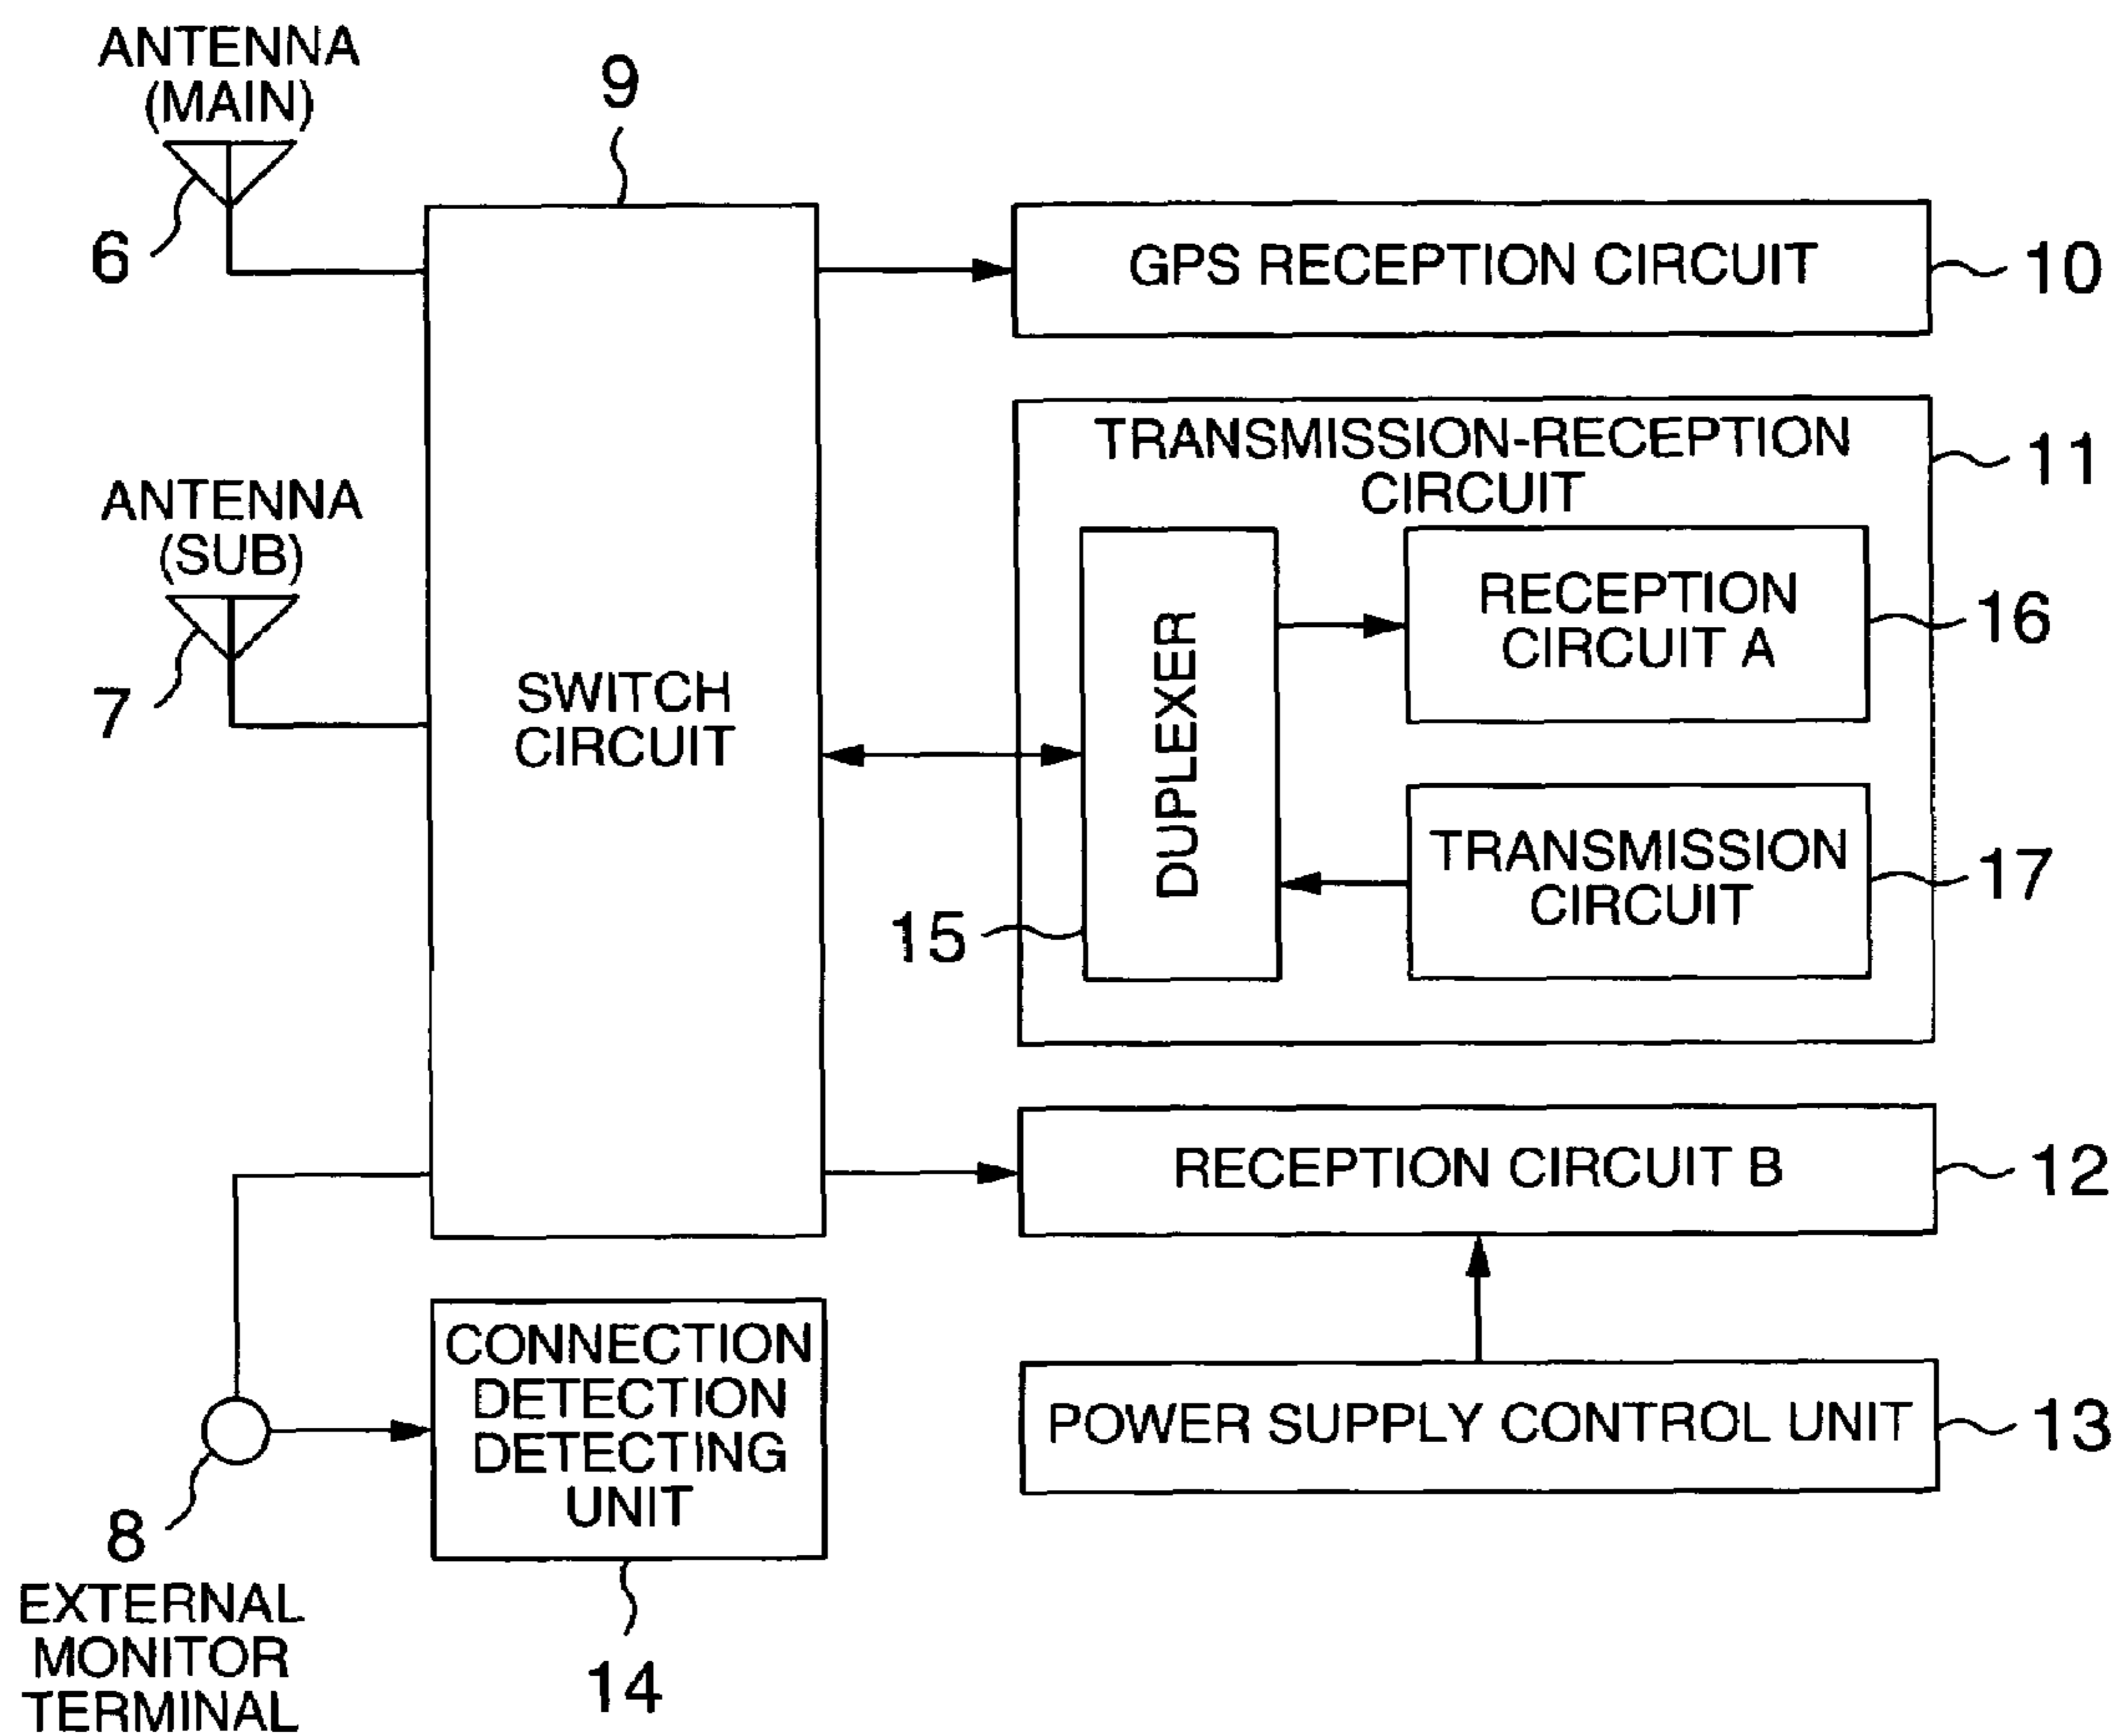 ANTENNA
(MAIN)
6
9
GPS RECEPTION CIRCUIT
10
TRANSMISSION-RECEPTION
CIRCUIT
11
ANTENNA
(SUB)
7
SWITCH
CIRCUIT
DUPLEXER
15
RECEPTION
CIRCUIT A
16
TRANSMISSION
CIRCUIT
17
RECEPTION CIRCUIT B
12
POWER SUPPLY CONTROL UNIT
13
CONNECTION
DETECTION
DETECTING
UNIT
14
8
EXTERNAL
MONITOR
TERMINAL